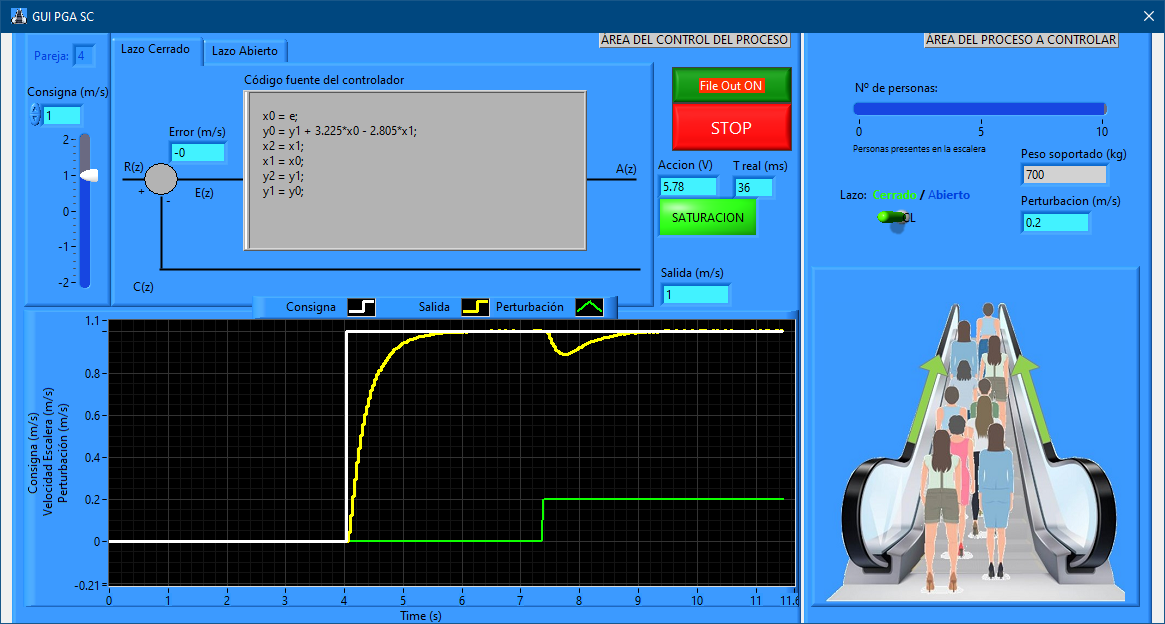 GUI PGA SC
Pareja: 4
Lazo Cerrado
Lazo Abierto
AREA DEL CONTROL DEL PROCESO
AREA DEL PROCESO A CONTROLAR
Consigna (m/s)
1
2
1
0
-1
-2
Código fuente del controlador
x0 = e;
y0 = y1 + 3.225*x0 - 2.805*x1;
x2 = x1;
x1 = x0;
y2 = y1;
y1 = y0;
Error (m/s)
-0
R(z)
+
-
E(z)
A(z)
C(z)
File Out ON
STOP
Accion (V)
5.78
T real (ms)
36
SATURACION
Salida (m/s)
1
Nº de personas:
0 5 10
Personas presentes en la escalera
Peso soportado (kg)
700
Lazo: Cerrado / Abierto
OL
Perturbacion (m/s)
0.2
Consigna
Salida
Perturbación
Consigna (m/s)
Velocidad Escalera (m/s)
Perturbación (m/s)
1.1
0.8
0.6
0.4
0.2
0
-0.21
0 1 2 3 4 5 6 7 8 9 10 11 11.6
Time (s)